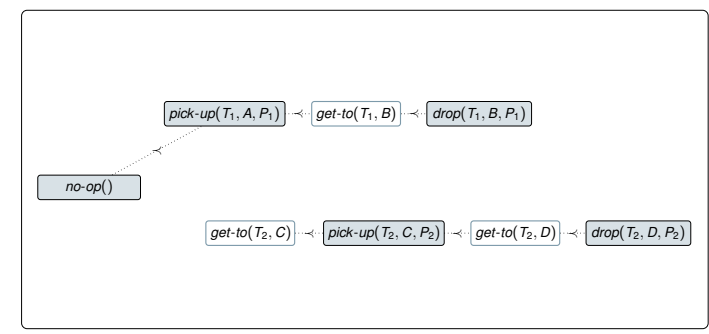 pick-up(T₁, A, P₁) ≺ get-to(T₁, B) ≺ drop(T₁, B, P₁)
≺
no-op()
get-to(T₂, C) ≺ pick-up(T₂, C, P₂) ≺ get-to(T₂, D) ≺ drop(T₂, D, P₂)